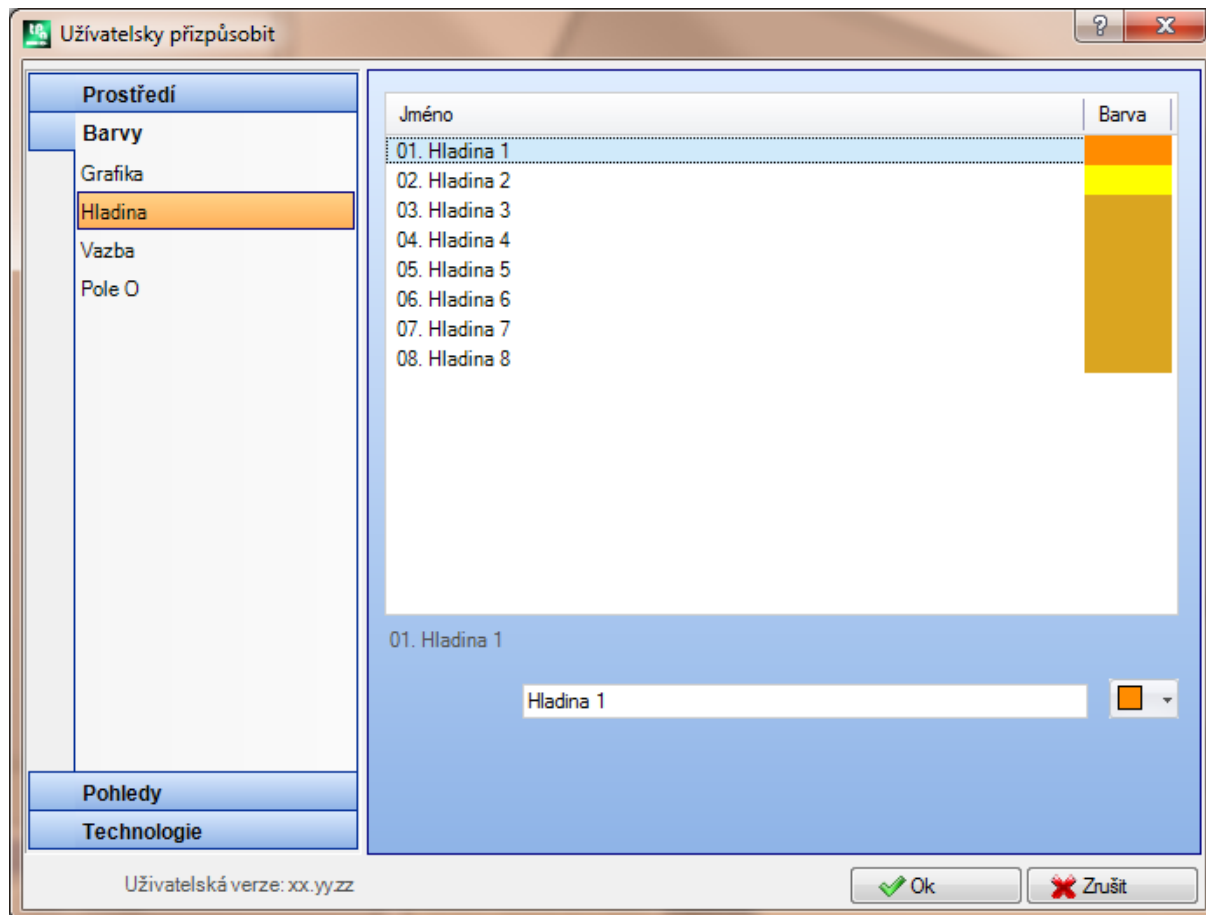 Užívatelsky přizpůsobit
Prostředí
Barvy
Grafika
Hladina
Vazba
Pole O
Pohledy
Technologie
Jméno Barva
01. Hladina 1
02. Hladina 2
03. Hladina 3
04. Hladina 4
05. Hladina 5
06. Hladina 6
07. Hladina 7
08. Hladina 8
01. Hladina 1
Hladina 1
Uživatelská verze: xx.yy.zz
Ok
Zrušit